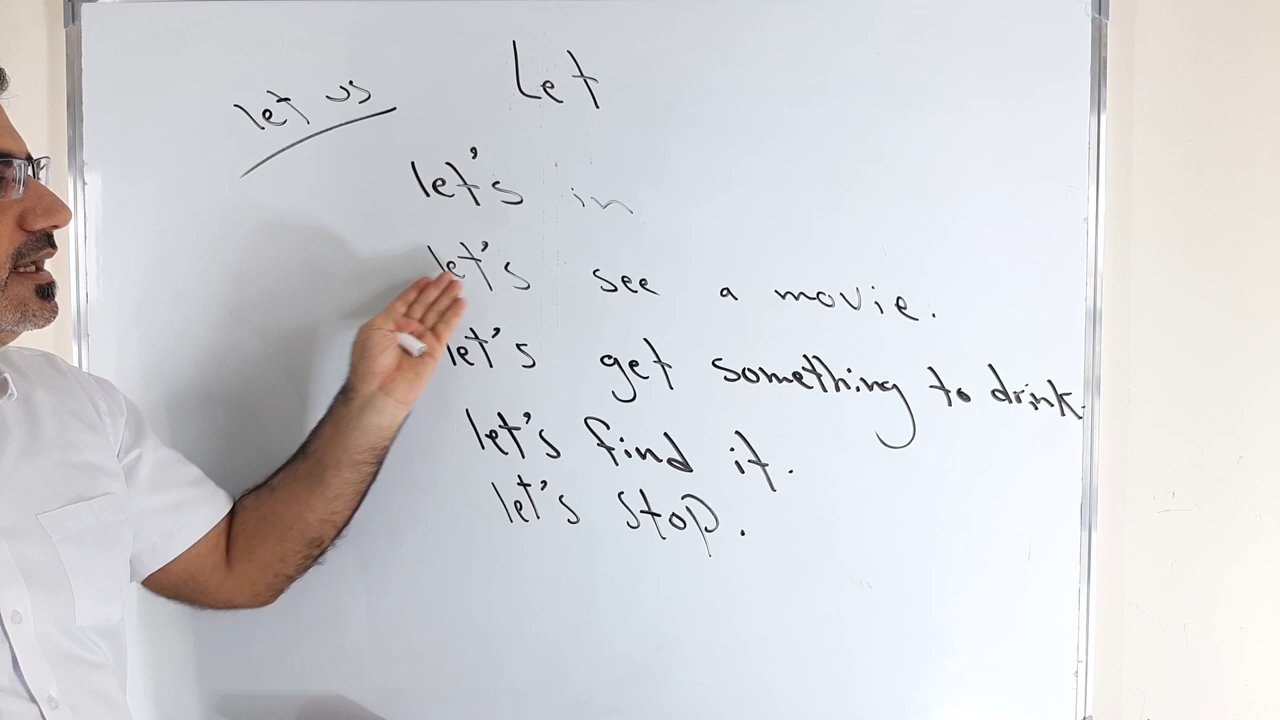 Let
let us
let's in
let's see a movie.
let's get something to drink.
let's find it.
let's stop.